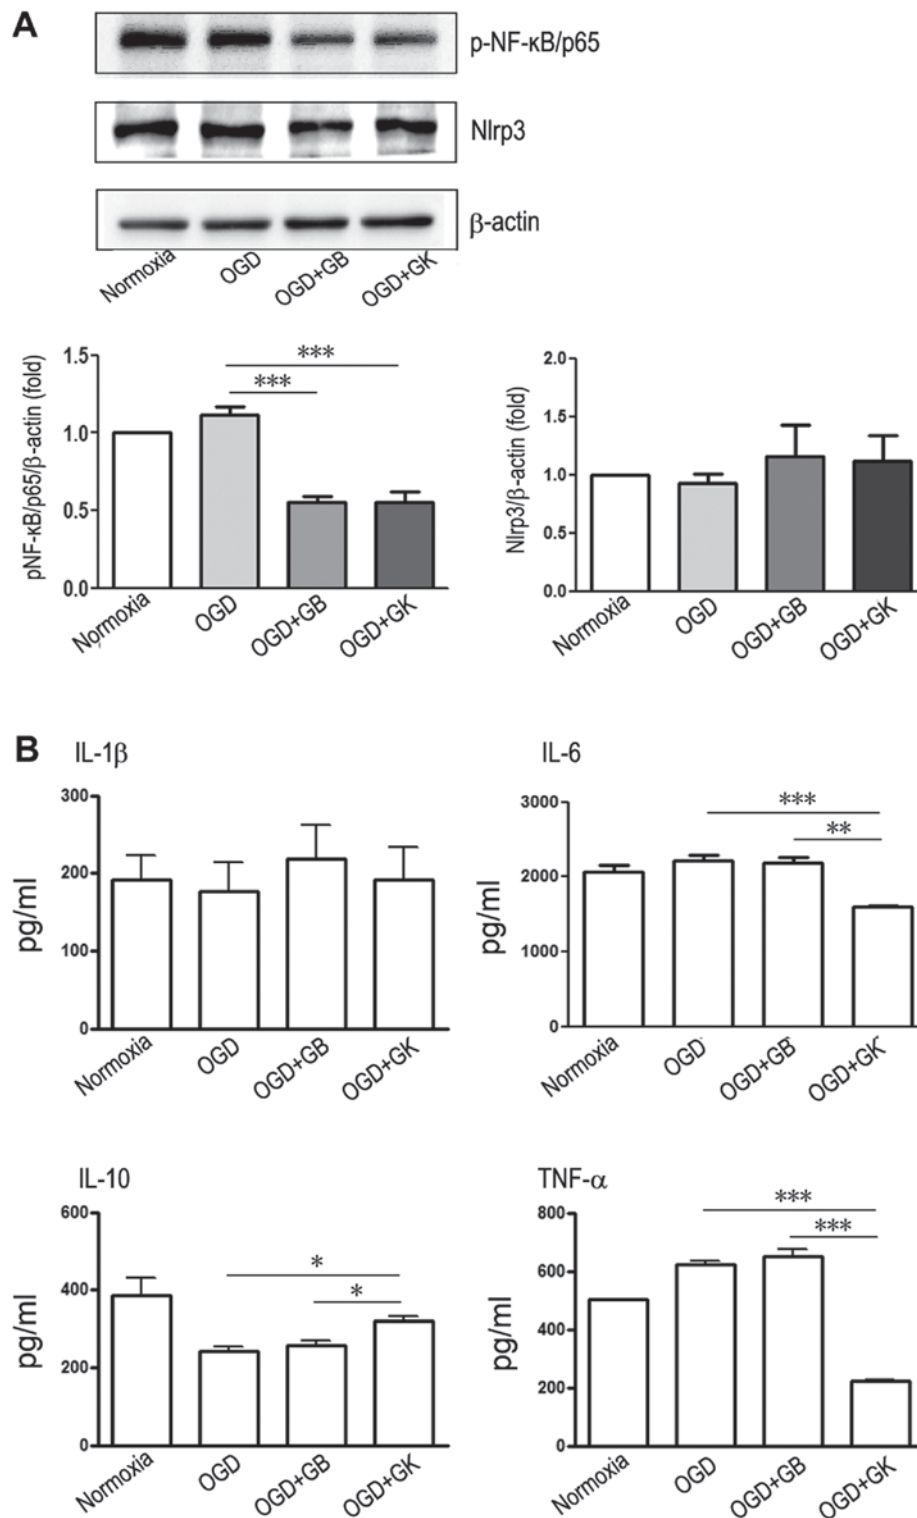 A
p-NF-κB/p65
Nlrp3
β-actin
Normoxia OGD OGD+GB OGD+GK
pNF-κB/p65/β-actin (fold)
1.5
1.0
0.5
0.0
***
***
Normoxia OGD OGD+GB OGD+GK
Nlrp3/β-actin (fold)
2.0
1.5
1.0
0.5
0.0
Normoxia OGD OGD+GB OGD+GK
B
IL-1β
pg/ml
300
200
100
0
Normoxia OGD OGD+GB OGD+GK
IL-6
pg/ml
3000
2000
1000
0
***
**
Normoxia OGD OGD+GB OGD+GK
IL-10
pg/ml
600
400
200
0
*
*
Normoxia OGD OGD+GB OGD+GK
TNF-α
pg/ml
800
600
400
200
0
***
***
Normoxia OGD OGD+GB OGD+GK